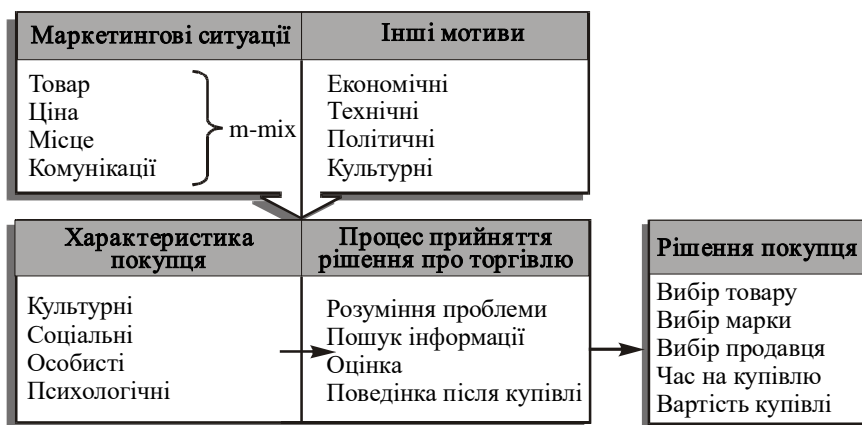 Маркетингові ситуації
Товар
Ціна
Місце
Комунікації
m-mix
Інші мотиви
Економічні
Технічні
Політичні
Культурні
Характеристика
покупця
Культурні
Соціальні
Особисті
Психологічні
Процес прийняття
рішення про торгівлю
Розуміння проблеми
Пошук інформації
Оцінка
Поведінка після купівлі
Рішення покупця
Вибір товару
Вибір марки
Вибір продавця
Час на купівлю
Вартість купівлі